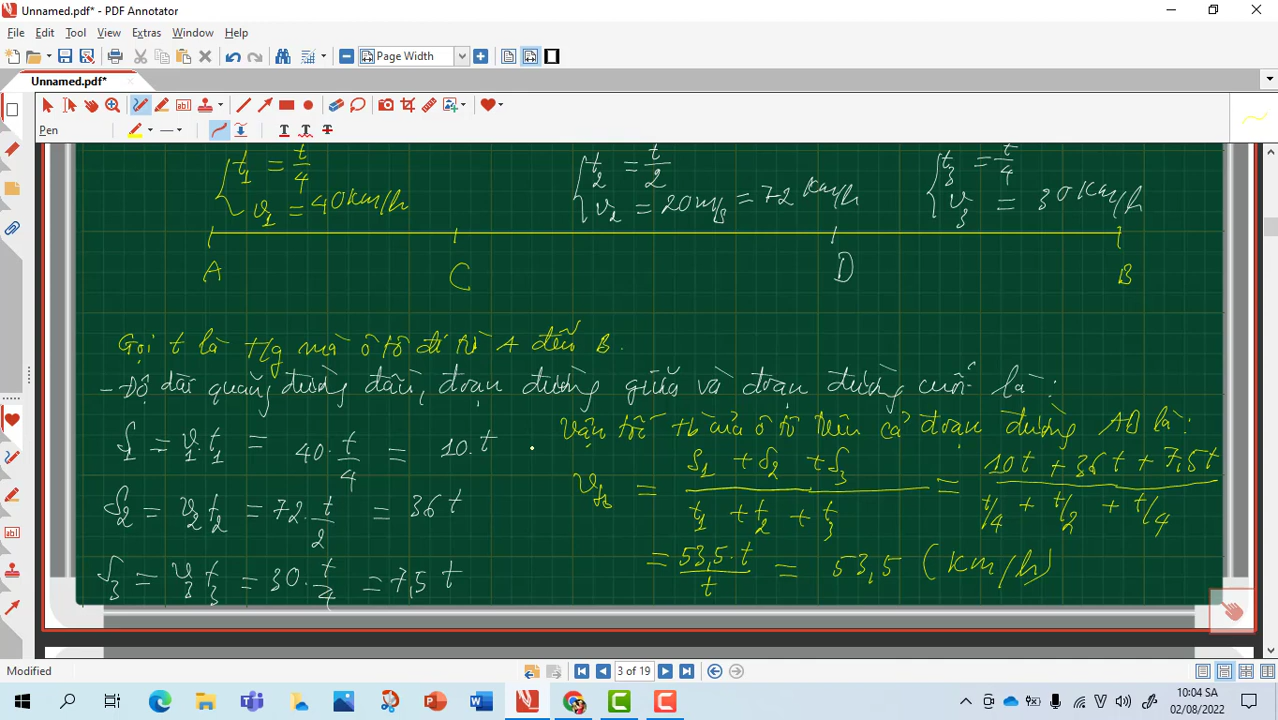 Unnamed.pdf* - PDF Annotator
File Edit Tool View Extras Window Help
Page Width
Unnamed.pdf*
Pen
t1 = t/4
v1 = 40km/h
t2 = t/2
v2 = 20m/s = 72 km/h
t3 = t/4
v3 = 30km/h
A C D B
Gọi t là t/g mà ô tô đi từ A đến B.
- Độ dài quãng đường đầu, đoạn đường giữa và đoạn đường cuối là:
S1 = v1.t1 = 40.t/4 = 10.t
S2 = v2 t2 = 72.t/2 = 36t
S3 = v3 t3 = 30.t/4 = 7,5t
Vận tốc tb của ô tô trên cả đoạn đường AB là:
vtb = (S1 + S2 + S3)/(t1 + t2 + t3) = (10t + 36t + 7,5t)/(t/4 + t/2 + t/4)
= 53,5.t/t = 53,5 (km/h)
Modified
3 of 19
10:04 SA
02/08/2022